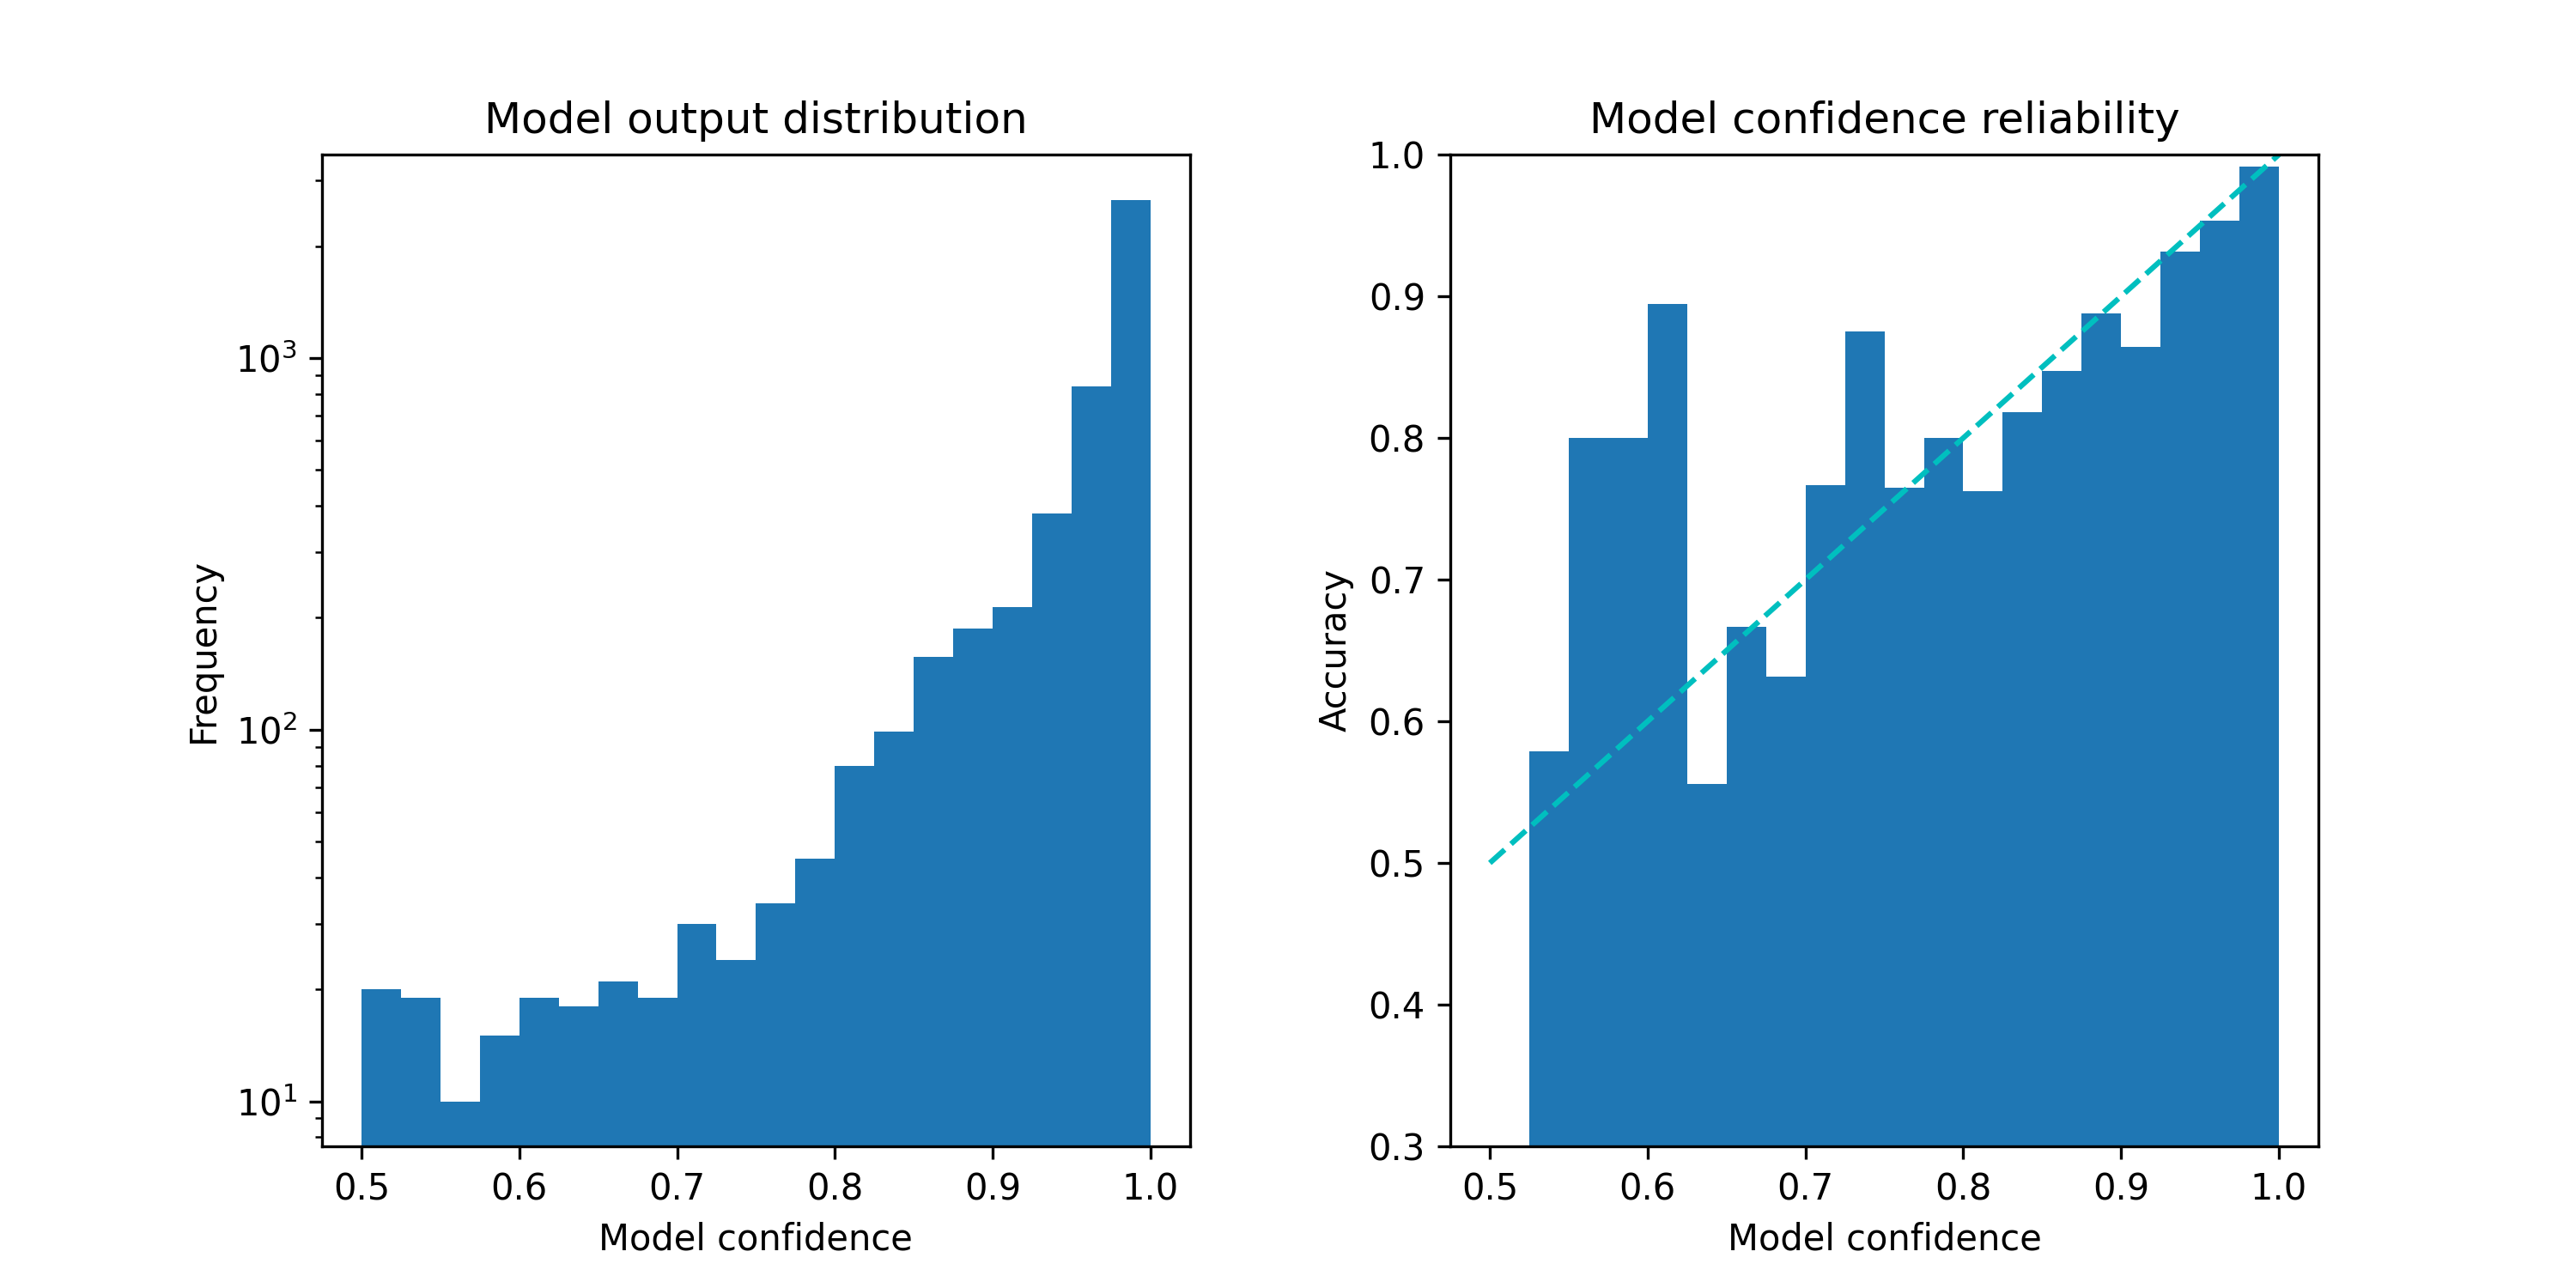 Model output distribution
Frequency
10³
10²
10¹
0.5 0.6 0.7 0.8 0.9 1.0
Model confidence
Model confidence reliability
Accuracy
1.0
0.9
0.8
0.7
0.6
0.5
0.4
0.3
0.5 0.6 0.7 0.8 0.9 1.0
Model confidence